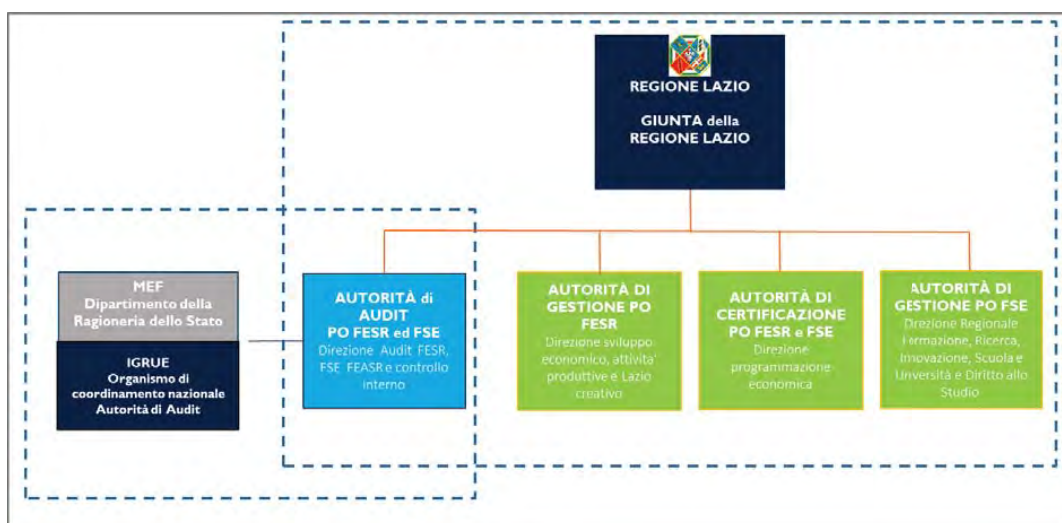 REGIONE LAZIO
GIUNTA della
REGIONE LAZIO
MEF
Dipartimento della
Ragioneria dello Stato
IGRUE
Organismo di
coordinamento nazionale
Autorità di Audit
AUTORITÀ di
AUDIT
PO FESR ed FSE
Direzione Audit FESR,
FSE FEASR e controllo
interno
AUTORITÀ DI
GESTIONE PO
FESR
Direzione sviluppo
economico, attivita'
produttive e Lazio
creativo
AUTORITÀ DI
CERTIFICAZIONE
PO FESR e FSE
Direzione
programmazione
economica
AUTORITÀ DI
GESTIONE PO FSE
Direzione Regionale
Formazione, Ricerca,
Innovazione, Scuola e
Unversità e Diritto allo
Studio